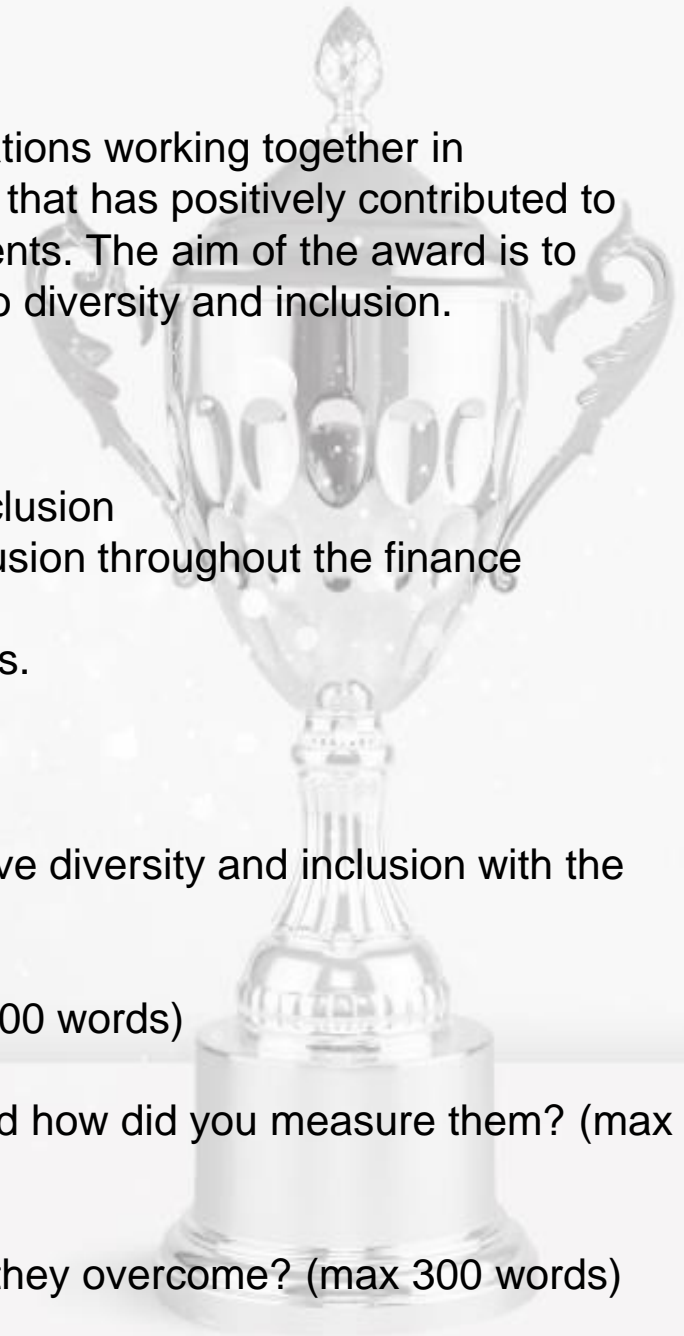 tions working together in
that has positively contributed to
ents. The aim of the award is to
o diversity and inclusion.
clusion
usion throughout the finance
s.
ve diversity and inclusion with the
00 words)
d how did you measure them? (max
they overcome? (max 300 words)